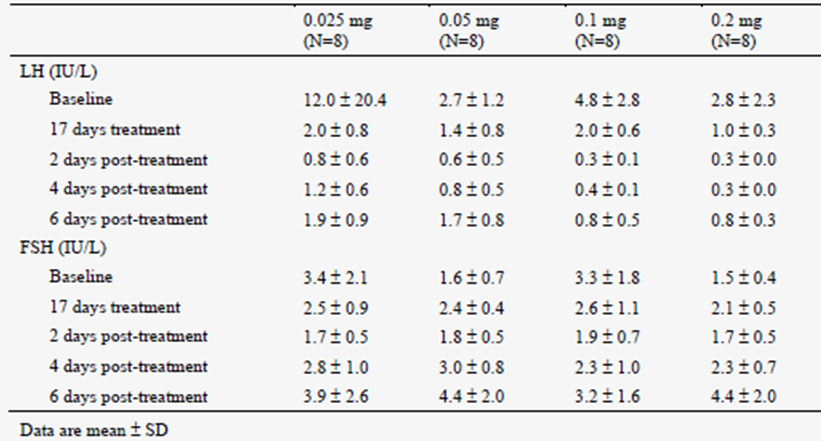 0.025 mg 0.05 mg 0.1 mg 0.2 mg
(N=8) (N=8) (N=8) (N=8)
LH (IU/L)
Baseline 12.0 ± 20.4 2.7 ± 1.2 4.8 ± 2.8 2.8 ± 2.3
17 days treatment 2.0 ± 0.8 1.4 ± 0.8 2.0 ± 0.6 1.0 ± 0.3
2 days post-treatment 0.8 ± 0.6 0.6 ± 0.5 0.3 ± 0.1 0.3 ± 0.0
4 days post-treatment 1.2 ± 0.6 0.8 ± 0.5 0.4 ± 0.1 0.3 ± 0.0
6 days post-treatment 1.9 ± 0.9 1.7 ± 0.8 0.8 ± 0.5 0.8 ± 0.3
FSH (IU/L)
Baseline 3.4 ± 2.1 1.6 ± 0.7 3.3 ± 1.8 1.5 ± 0.4
17 days treatment 2.5 ± 0.9 2.4 ± 0.4 2.6 ± 1.1 2.1 ± 0.5
2 days post-treatment 1.7 ± 0.5 1.8 ± 0.5 1.9 ± 0.7 1.7 ± 0.5
4 days post-treatment 2.8 ± 1.0 3.0 ± 0.8 2.3 ± 1.0 2.3 ± 0.7
6 days post-treatment 3.9 ± 2.6 4.4 ± 2.0 3.2 ± 1.6 4.4 ± 2.0
Data are mean ± SD